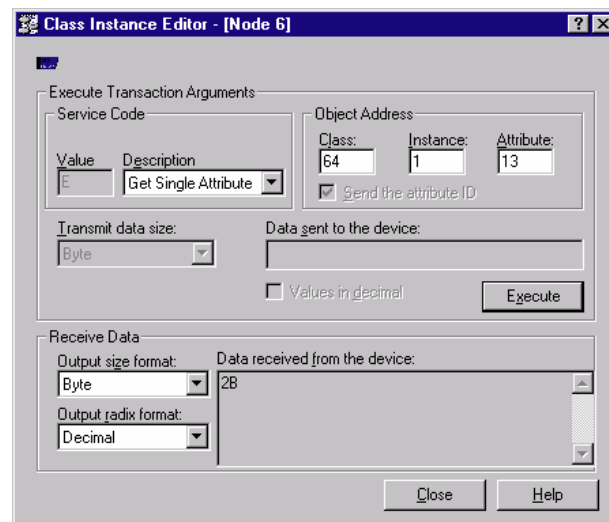 Class Instance Editor - [Node 6]
Execute Transaction Arguments
Service Code
Value Description
E Get Single Attribute
Object Address
Class: Instance: Attribute:
64 1 13
Send the attribute ID
Transmit data size:
Byte
Data sent to the device:
Values in decimal
Execute
Receive Data
Output size format:
Byte
Output radix format:
Decimal
Data received from the device:
2B
Close Help